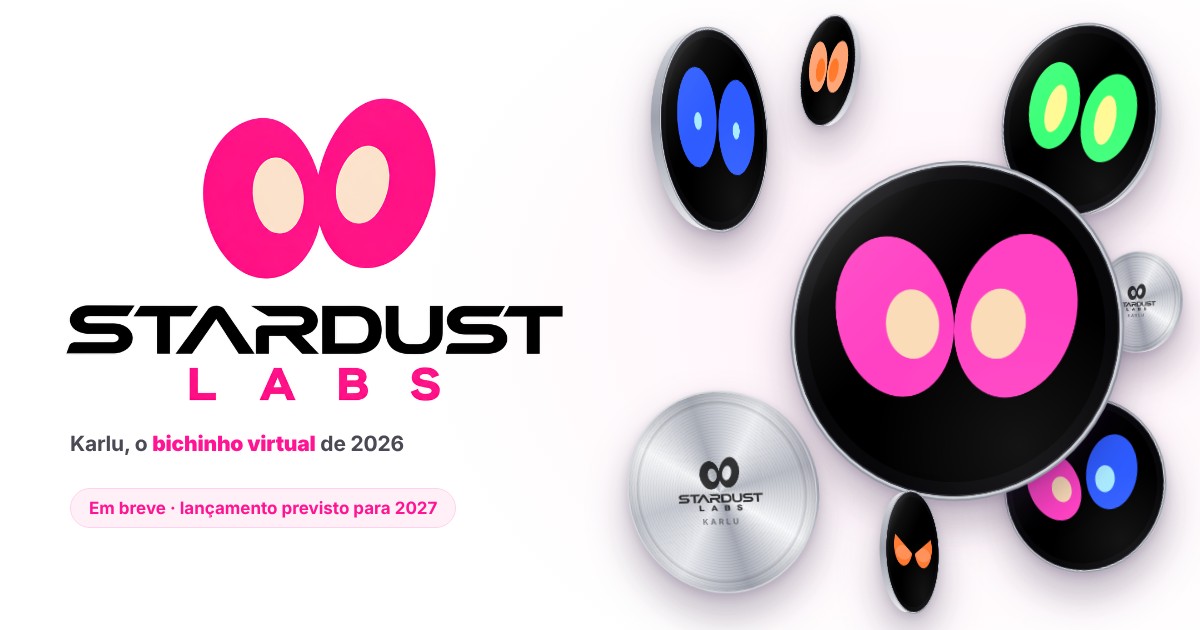 STARDUST
LABS
Karlu, o bichinho virtual de 2026
Em breve · lançamento previsto para 2027
STARDUST
LABS
KARLU
STARDUST
LABS
KARLU